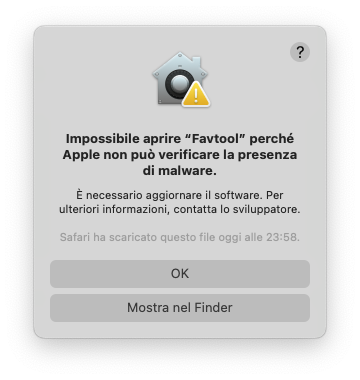 ?
Impossibile aprire “Favtool” perché
Apple non può verificare la presenza
di malware.
È necessario aggiornare il software. Per
ulteriori informazioni, contatta lo sviluppatore.
Safari ha scaricato questo file oggi alle 23:58.
OK
Mostra nel Finder